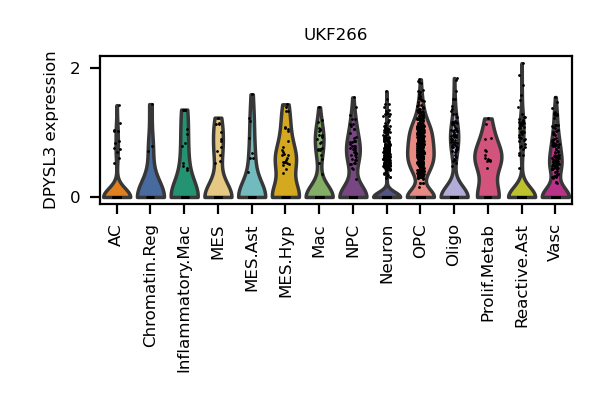 UKF266
DPYSL3 expression
2
0
AC
Chromatin.Reg
Inflammatory.Mac
MES
MES.Ast
MES.Hyp
Mac
NPC
Neuron
OPC
Oligo
Prolif.Metab
Reactive.Ast
Vasc